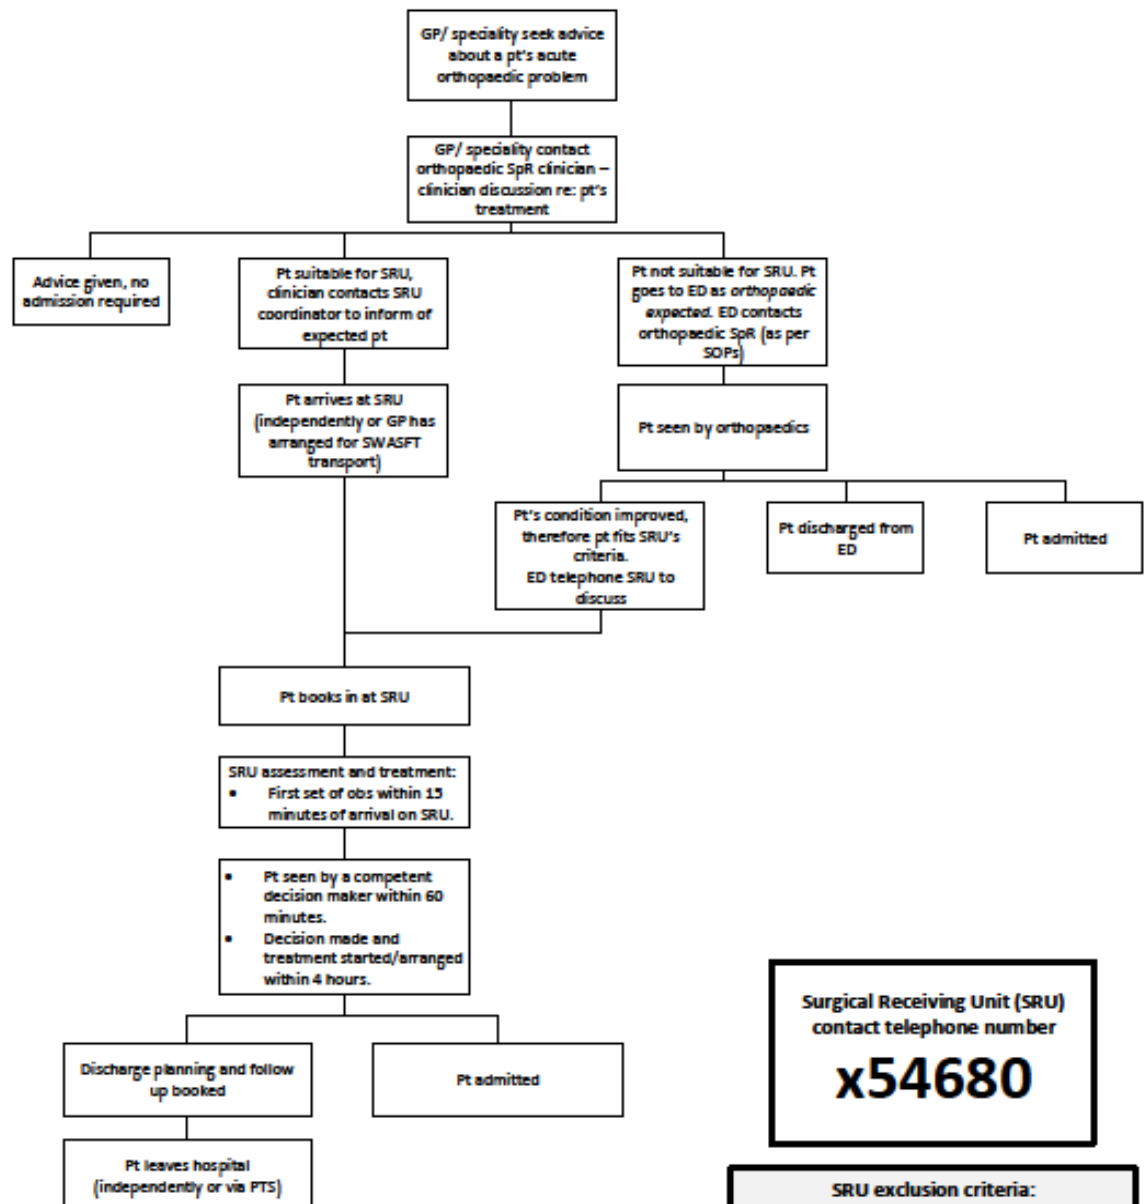 GP/ speciality seek advice
about a pt's acute
orthopaedic problem
GP/ speciality contact
orthopaedic SpR clinician –
clinician discussion re: pt's
treatment
Advice given, no
admission required
Pt suitable for SRU,
clinician contacts SRU
coordinator to inform of
expected pt
Pt not suitable for SRU. Pt
goes to ED as orthopaedic
expected. ED contacts
orthopaedic SpR (as per
SOPs)
Pt arrives at SRU
(independently or GP has
arranged for SWASFT
transport)
Pt seen by orthopaedics
Pt's condition improved,
therefore pt fits SRU's
criteria.
ED telephone SRU to
discuss
Pt discharged from
ED
Pt admitted
Pt books in at SRU
SRU assessment and treatment:
• First set of obs within 15
minutes of arrival on SRU.
• Pt seen by a competent
decision maker within 60
minutes.
• Decision made and
treatment started/arranged
within 4 hours.
Discharge planning and follow
up booked
Pt admitted
Pt leaves hospital
(independently or via PTS)
Surgical Receiving Unit (SRU)
contact telephone number
x54680
SRU exclusion criteria: